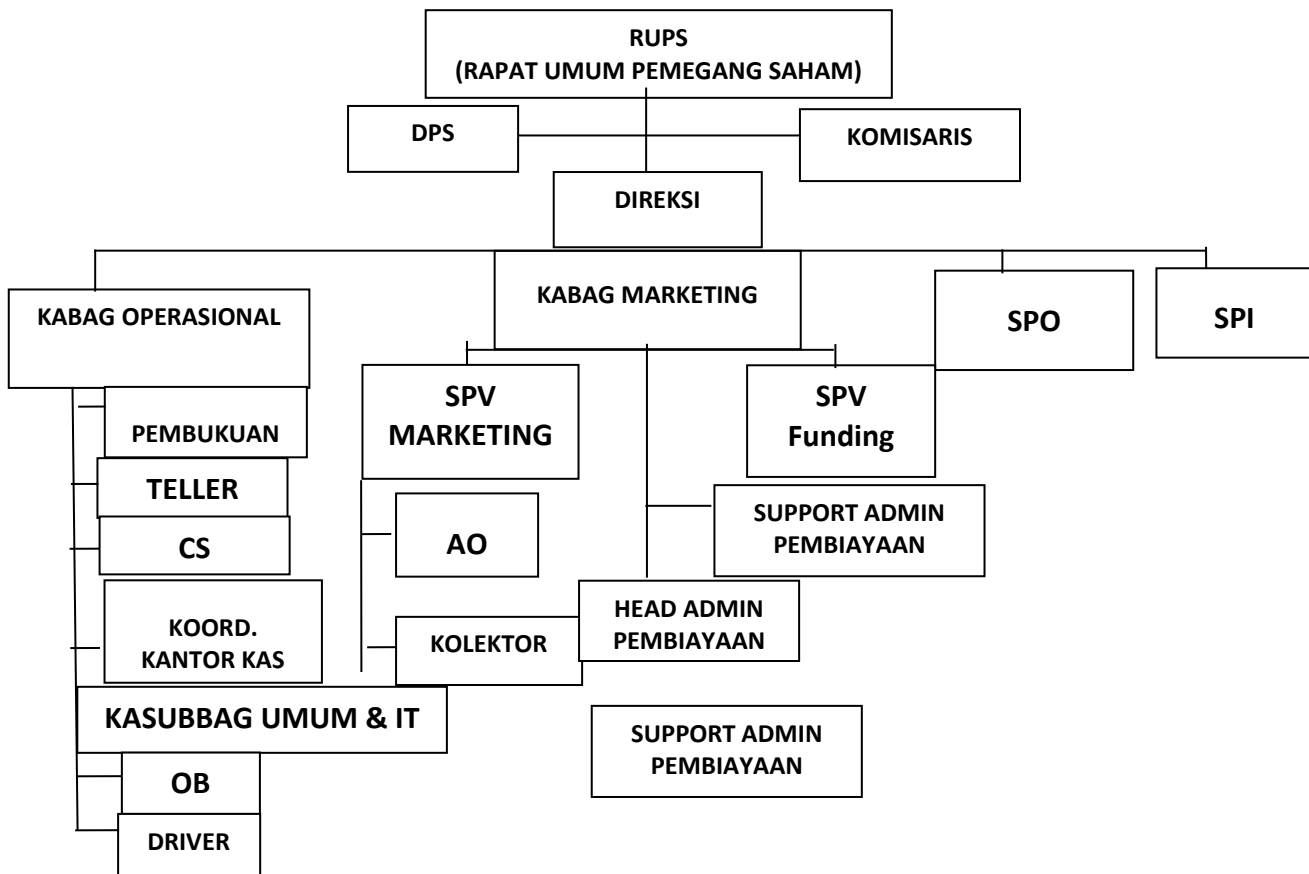 RUPS
(RAPAT UMUM PEMEGANG SAHAM)
DPS
KOMISARIS
DIREKSI
KABAG OPERASIONAL
KABAG MARKETING
SPO
SPI
PEMBUKUAN
TELLER
CS
KOORD.
KANTOR KAS
KASUBBAG UMUM & IT
OB
DRIVER
SPV
MARKETING
AO
KOLEKTOR
SPV
Funding
SUPPORT ADMIN
PEMBIAYAAN
HEAD ADMIN
PEMBIAYAAN
SUPPORT ADMIN
PEMBIAYAAN